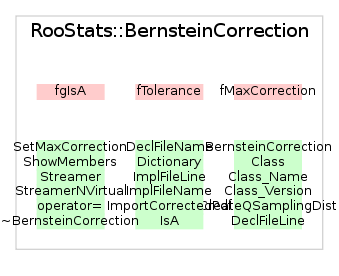 RooStats::BernsteinCorrection
fgIsA fTolerance fMaxCorrection
SetMaxCorrection DeclFileName BernsteinCorrection
ShowMembers Dictionary Class
Streamer ImplFileLine Class_Name
StreamerNVirtual ImplFileName Class_Version
operator= ImportCorrectedPdf CreateQSamplingDist
~BernsteinCorrection IsA DeclFileLine